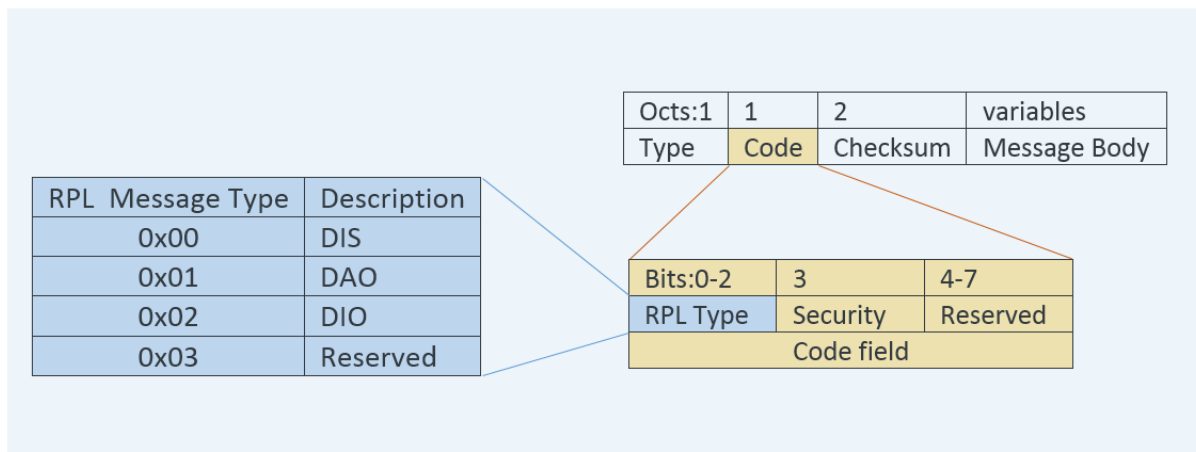 Octs:1 1 2 variables
Type Code Checksum Message Body
RPL Message Type Description
0x00 DIS
0x01 DAO
0x02 DIO
0x03 Reserved
Bits:0-2 3 4-7
RPL Type Security Reserved
Code field